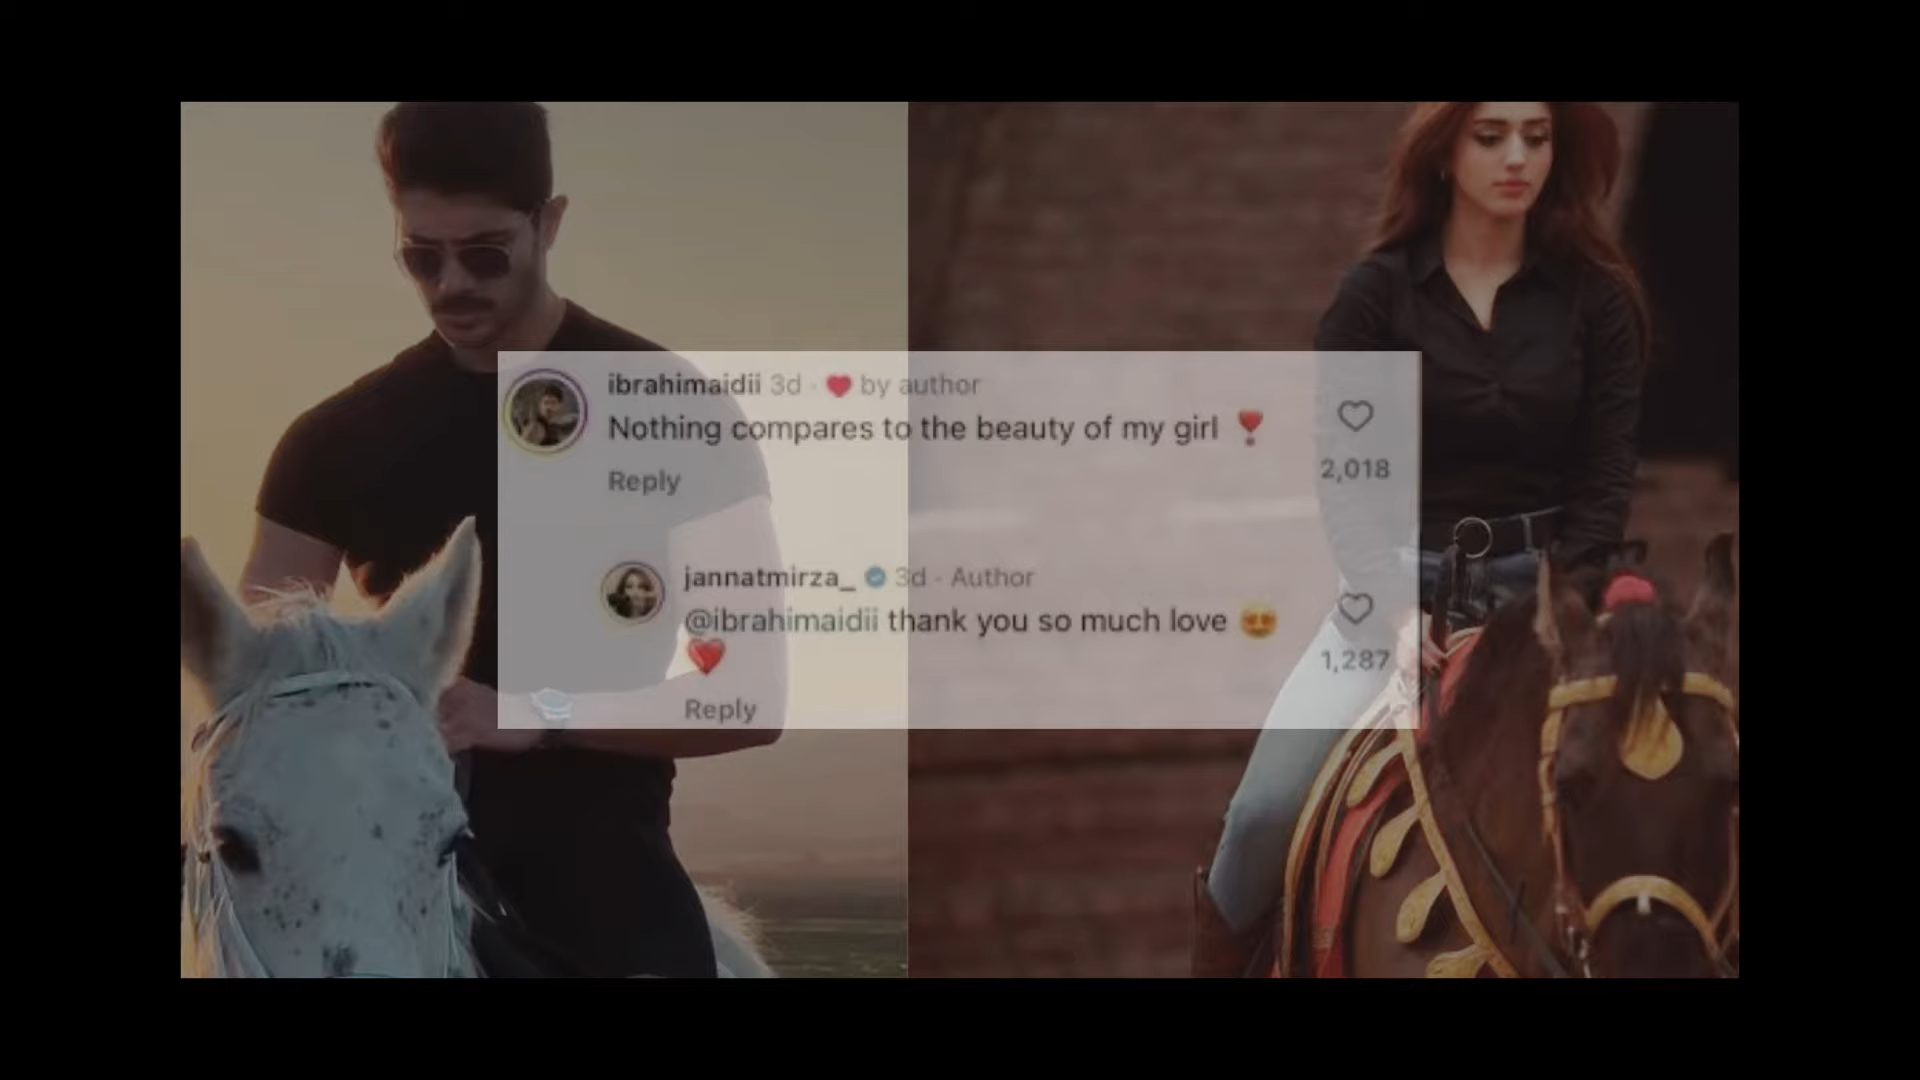 ibrahimaidii 3d · ❤️ by author
Nothing compares to the beauty of my girl ❣️
2,018
Reply
jannatmirza_ 3d · Author
@ibrahimaidii thank you so much love 😍
❤️
1,287
Reply